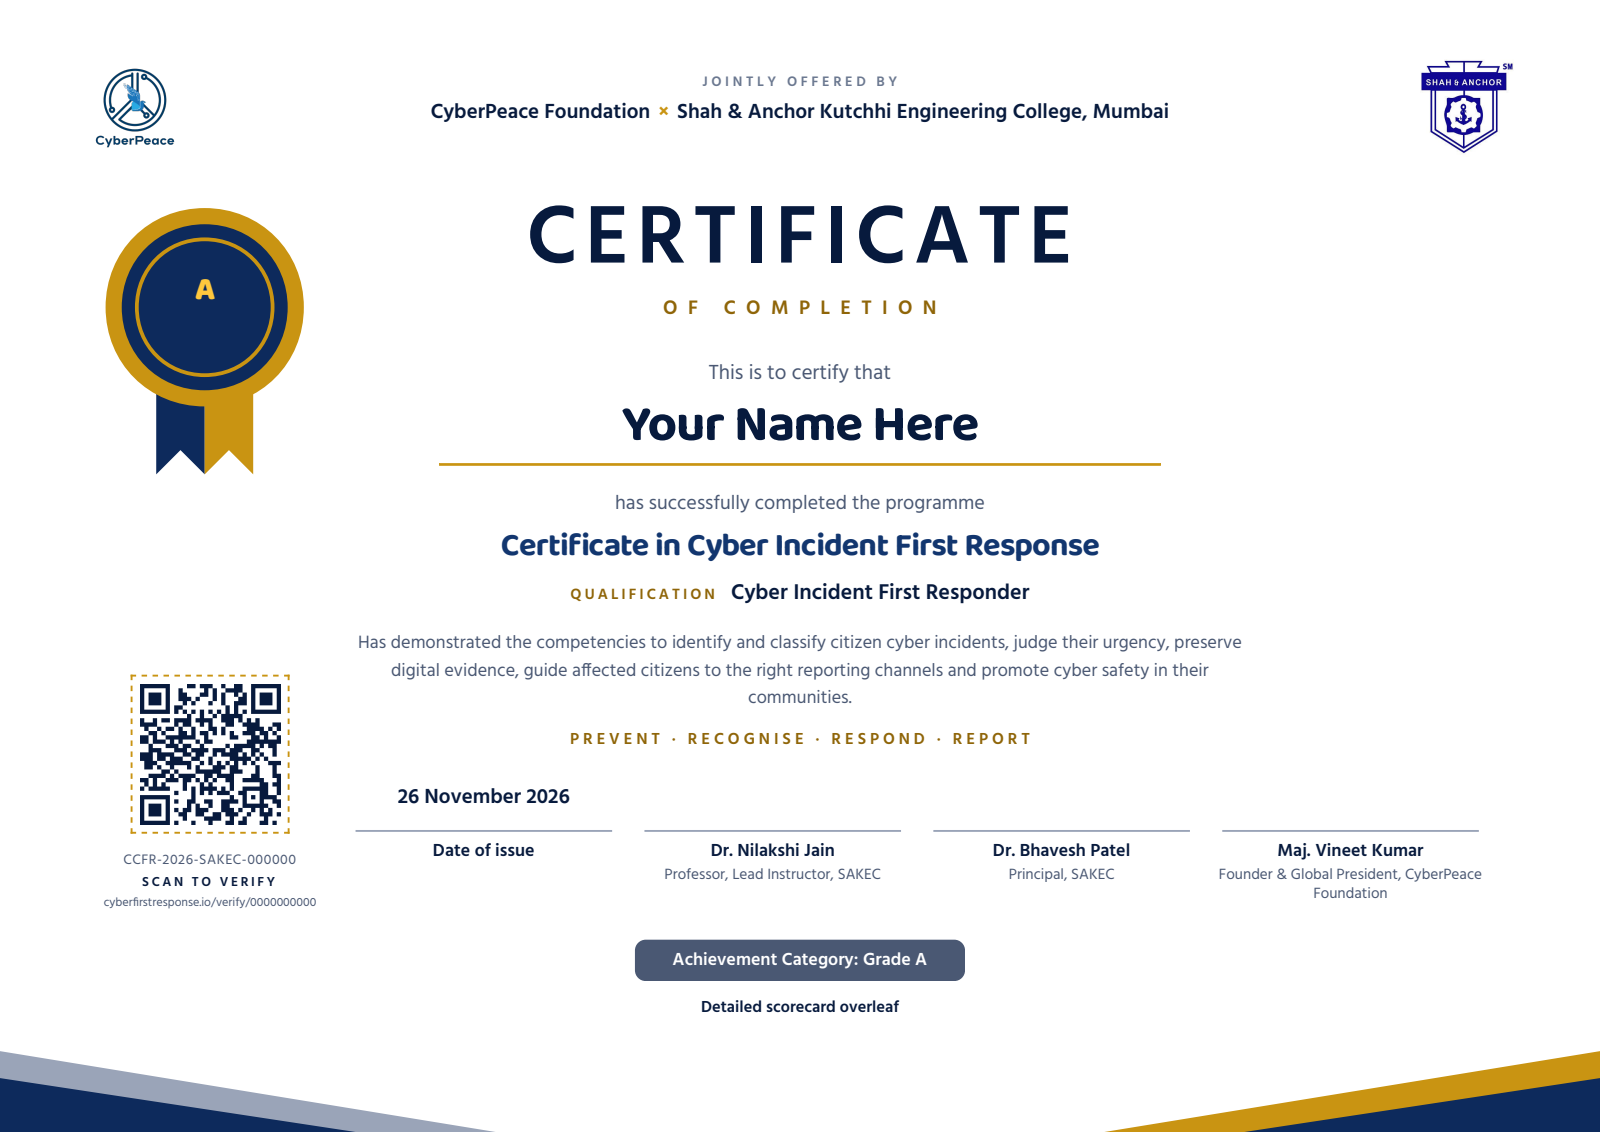 JOINTLY OFFERED BY
CyberPeace Foundation × Shah & Anchor Kutchhi Engineering College, Mumbai
CyberPeace
SHAH & ANCHOR
SM
CERTIFICATE
OF COMPLETION
A
This is to certify that
Your Name Here
has successfully completed the programme
Certificate in Cyber Incident First Response
QUALIFICATION Cyber Incident First Responder
Has demonstrated the competencies to identify and classify citizen cyber incidents, judge their urgency, preserve
digital evidence, guide affected citizens to the right reporting channels and promote cyber safety in their
communities.
PREVENT · RECOGNISE · RESPOND · REPORT
CCFR-2026-SAKEC-000000
SCAN TO VERIFY
cyberfirstresponse.io/verify/0000000000
26 November 2026
Date of issue
Dr. Nilakshi Jain
Professor, Lead Instructor, SAKEC
Dr. Bhavesh Patel
Principal, SAKEC
Maj. Vineet Kumar
Founder & Global President, CyberPeace
Foundation
Achievement Category: Grade A
Detailed scorecard overleaf